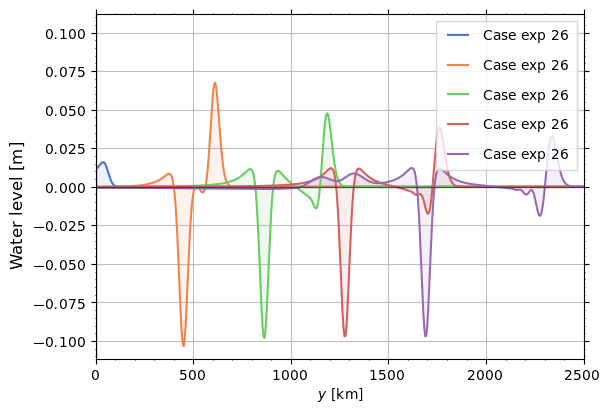 Case exp 26
Case exp 26
Case exp 26
Case exp 26
Case exp 26
Water level [m]
0.100
0.075
0.050
0.025
0.000
−0.025
−0.050
−0.075
−0.100
0 500 1000 1500 2000 2500
y [km]